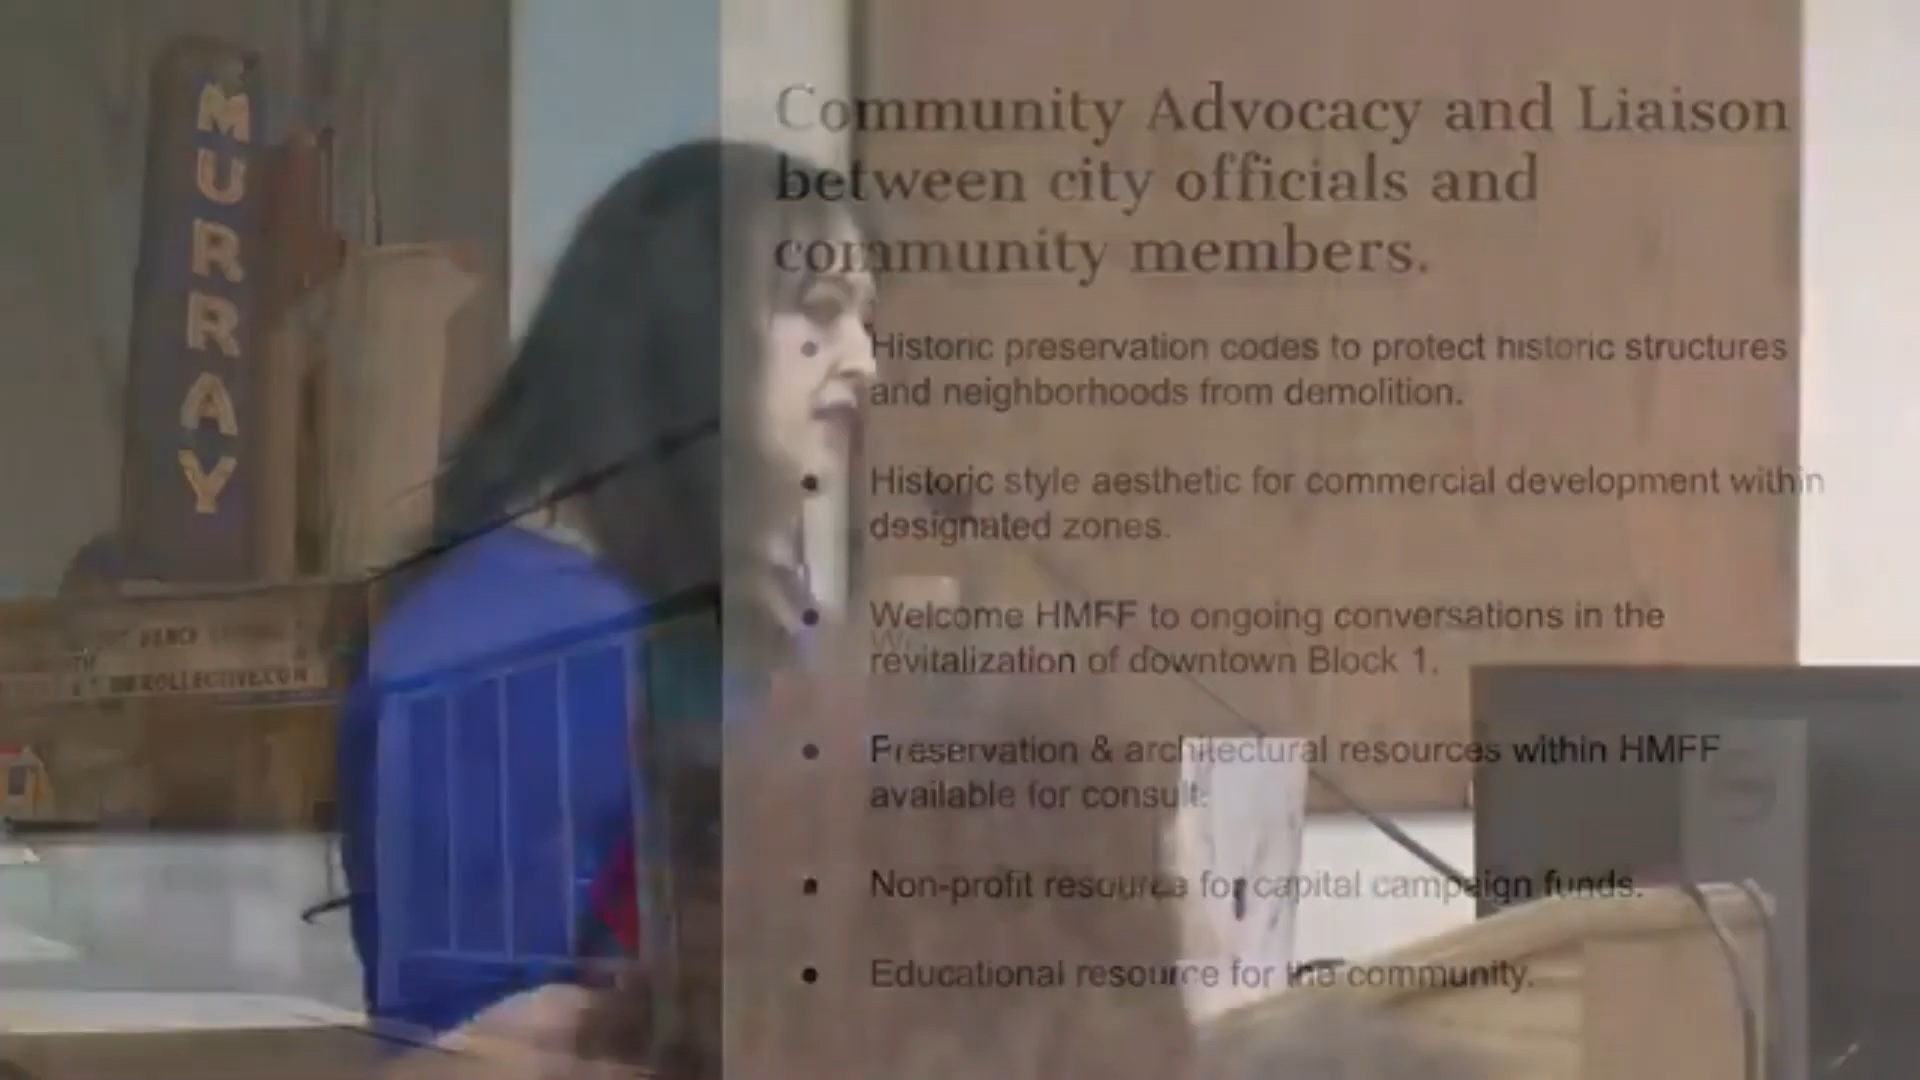 MURRAY
Community Advocacy and Liaison
between city officials and
community members.
• Historic preservation codes to protect historic structures
and neighborhoods from demolition.
• Historic style aesthetic for commercial development within
designated zones.
• Welcome HMFF to ongoing conversations in the
revitalization of downtown Block 1.
• Preservation & architectural resources within HMFF
available for consult.
• Non-profit resource for capital campaign funds.
• Educational resource for the community.